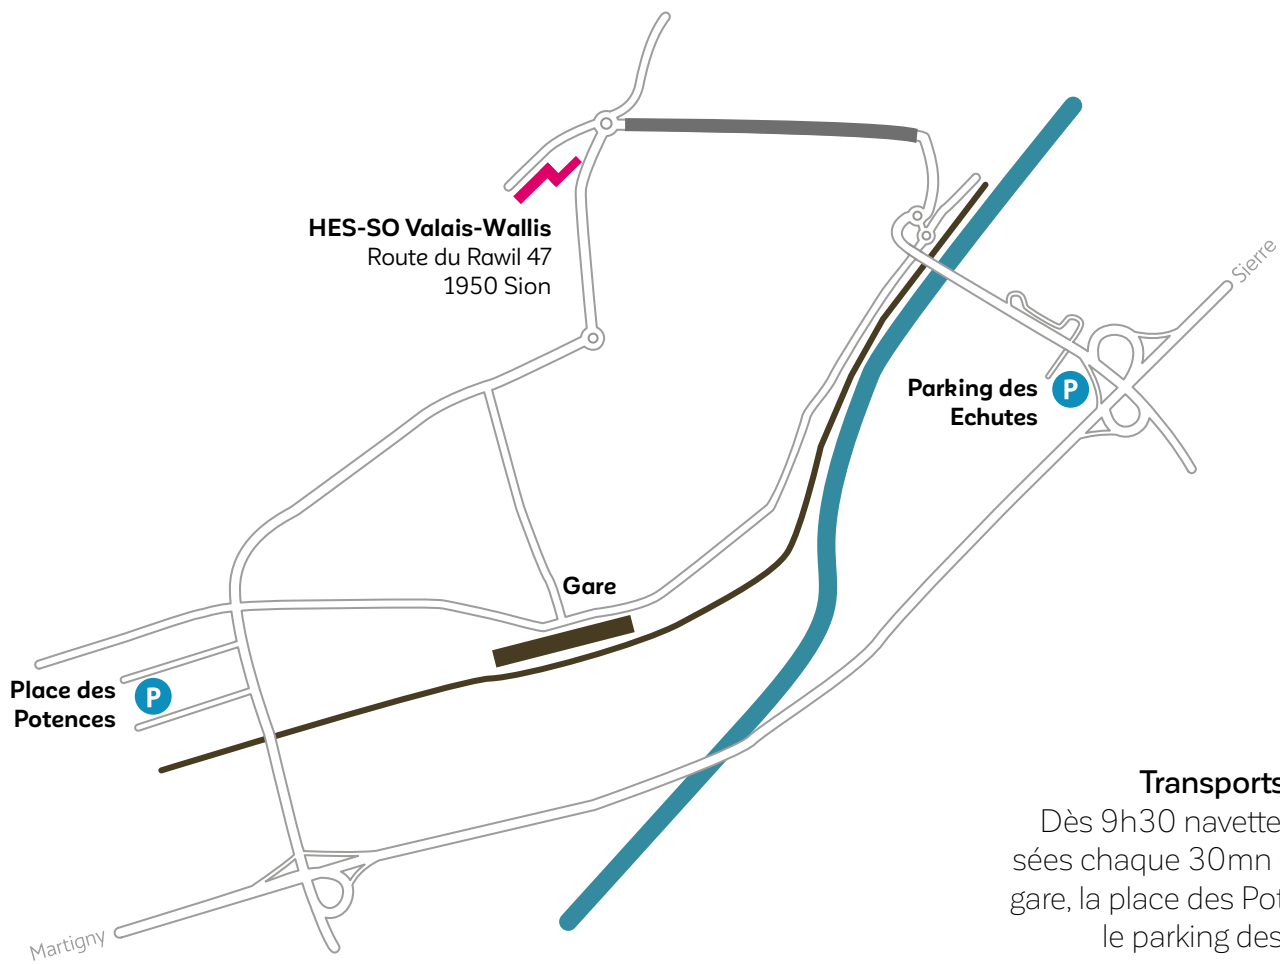 HES-SO Valais-Wallis
Route du Rawil 47
1950 Sion
Sierre
Parking des
Echutes
P
Gare
Place des
Potences
P
Martigny
Transports
Dès 9h30 navette
sées chaque 30mn
gare, la place des Pot
le parking des